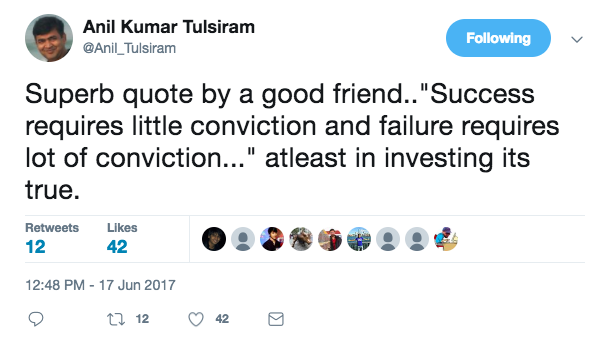 Anil Kumar Tulsiram
@Anil_Tulsiram
Following
Superb quote by a good friend.."Success
requires little conviction and failure requires
lot of conviction..." atleast in investing its
true.
Retweets
Likes
12
42
12:48 PM - 17 Jun 2017
12
42